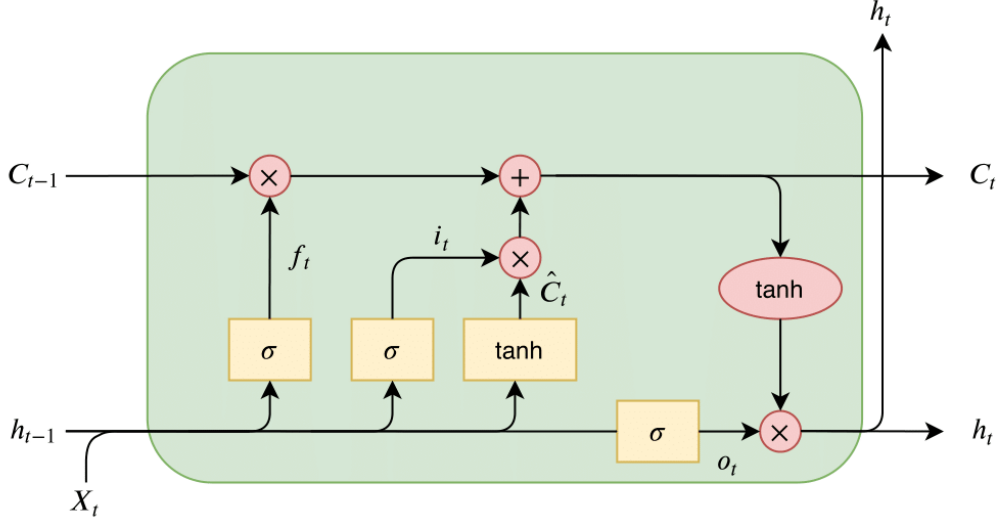 h_t
C_{t-1} × + C_t
f_t i_t ×
Ĉ_t tanh
σ σ tanh
h_{t-1} σ × h_t
o_t
X_t